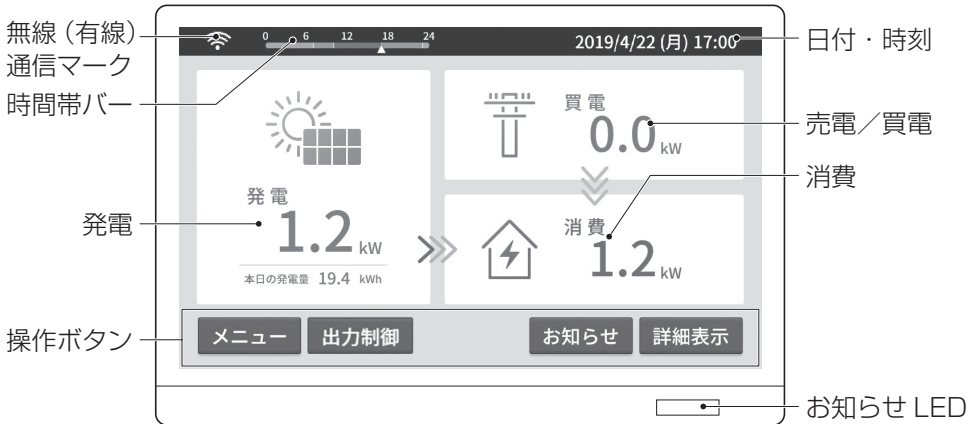 無線（有線）
通信マーク
時間帯バー
発電
操作ボタン
0 6 12 18 24
2019/4/22 (月) 17:00
発電
1.2 kW
本日の発電量 19.4 kWh
買電
0.0 kW
消費
1.2 kW
メニュー
出力制御
お知らせ
詳細表示
日付・時刻
売電／買電
消費
お知らせ LED